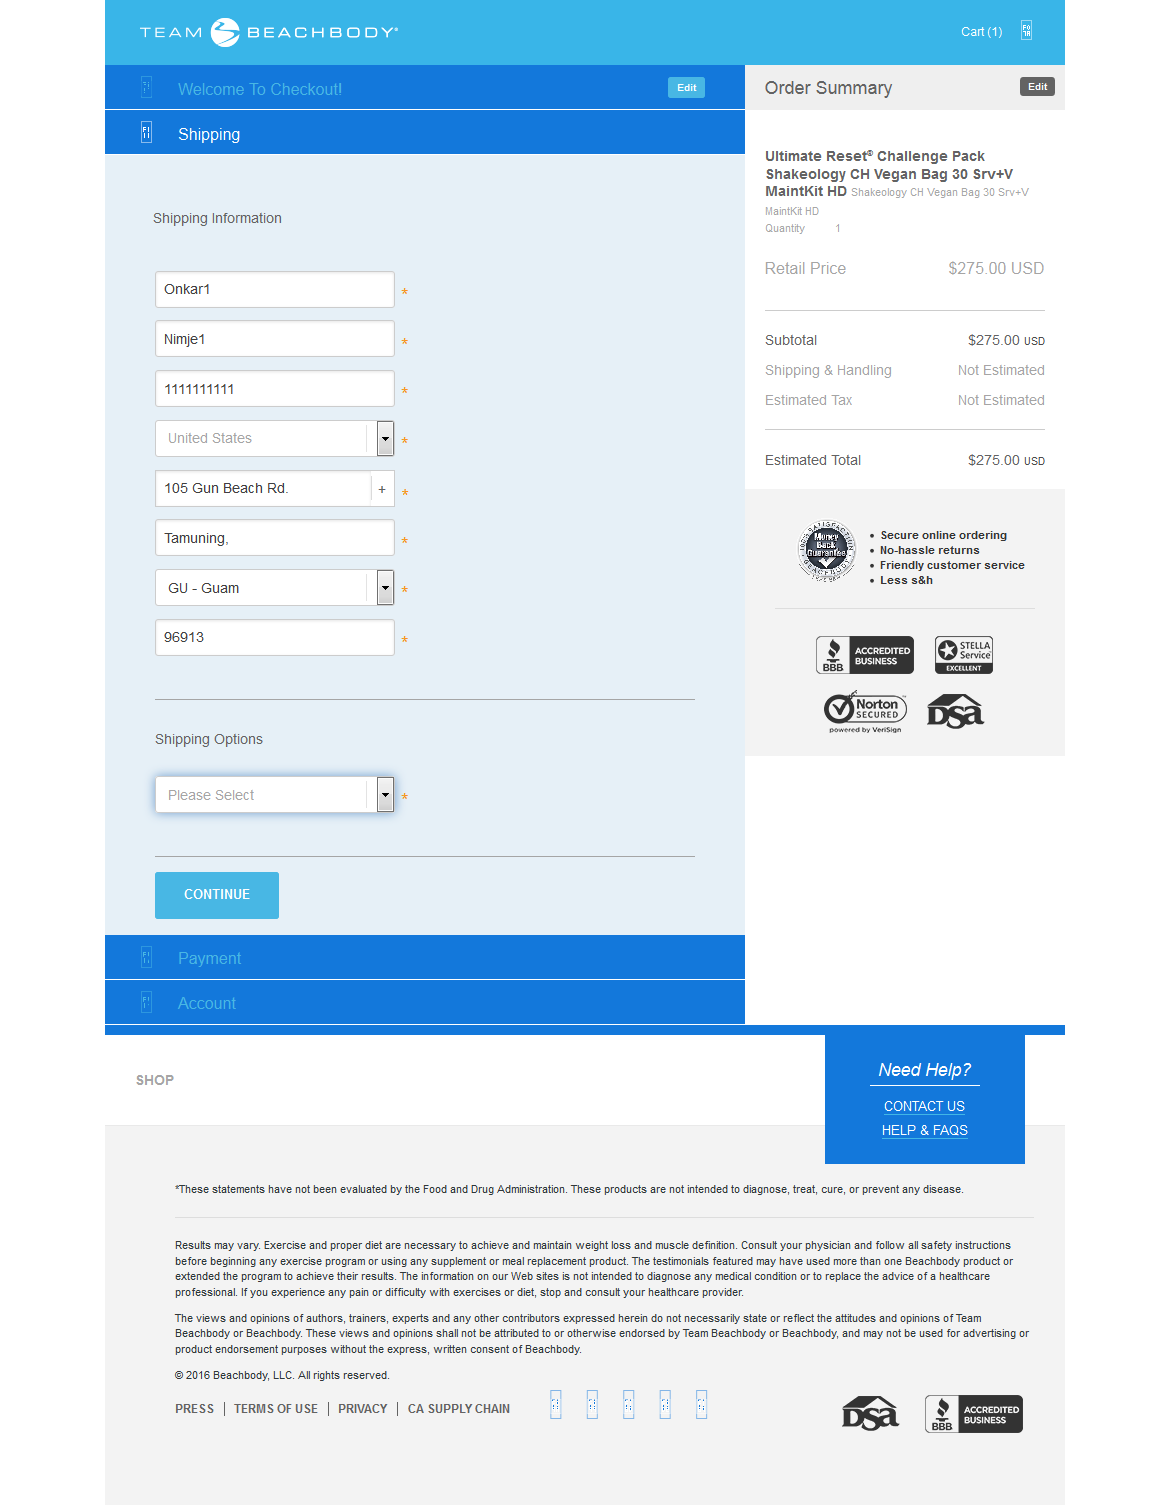 TEAM BEACHBODY®
Cart (1)
Welcome To Checkout!
Edit
Shipping
Shipping Information
Onkar1
*
Nimje1
*
1111111111
*
United States
*
105 Gun Beach Rd.
+
*
Tamuning,
*
GU - Guam
*
96913
*
Shipping Options
Please Select
*
CONTINUE
Payment
Account
Order Summary
Edit
Ultimate Reset® Challenge Pack
Shakeology CH Vegan Bag 30 Srv+V
MaintKit HD Shakeology CH Vegan Bag 30 Srv+V
MaintKit HD
Quantity 1
Retail Price $275.00 USD
Subtotal $275.00 USD
Shipping & Handling Not Estimated
Estimated Tax Not Estimated
Estimated Total $275.00 USD
100% SATISFACTION
Money
Back
Guarantee
BEACHBODY
• Secure online ordering
• No-hassle returns
• Friendly customer service
• Less s&h
BBB
ACCREDITED
BUSINESS
STELLA
Service
EXCELLENT
Norton
SECURED
powered by VeriSign
DSA
SHOP
Need Help?
CONTACT US
HELP & FAQS
*These statements have not been evaluated by the Food and Drug Administration. These products are not intended to diagnose, treat, cure, or prevent any disease.
Results may vary. Exercise and proper diet are necessary to achieve and maintain weight loss and muscle definition. Consult your physician and follow all safety instructions
before beginning any exercise program or using any supplement or meal replacement product. The testimonials featured may have used more than one Beachbody product or
extended the program to achieve their results. The information on our Web sites is not intended to diagnose any medical condition or to replace the advice of a healthcare
professional. If you experience any pain or difficulty with exercises or diet, stop and consult your healthcare provider.
The views and opinions of authors, trainers, experts and any other contributors expressed herein do not necessarily state or reflect the attitudes and opinions of Team
Beachbody or Beachbody. These views and opinions shall not be attributed to or otherwise endorsed by Team Beachbody or Beachbody, and may not be used for advertising or
product endorsement purposes without the express, written consent of Beachbody.
© 2016 Beachbody, LLC. All rights reserved.
PRESS | TERMS OF USE | PRIVACY | CA SUPPLY CHAIN
DSA
BBB
ACCREDITED
BUSINESS